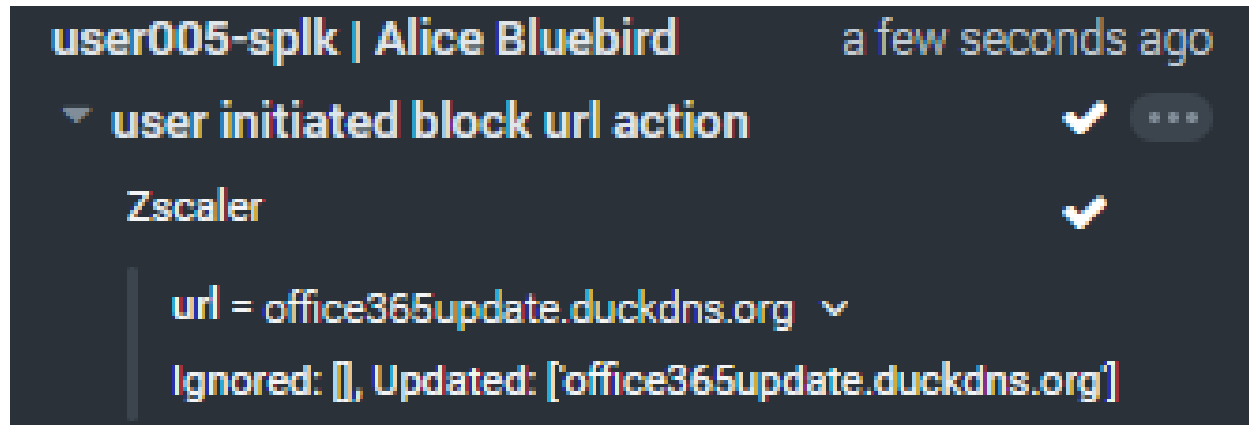 user005-splk | Alice Bluebird a few seconds ago
user initiated block url action
Zscaler
url = office365update.duckdns.org
Ignored: [], Updated: ['office365update.duckdns.org']